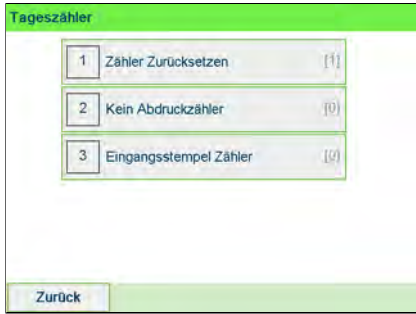 Tageszähler
1 Zähler Zurücksetzen [1]
2 Kein Abdruckzähler [0]
3 Eingangsstempel Zähler [0]
Zurück